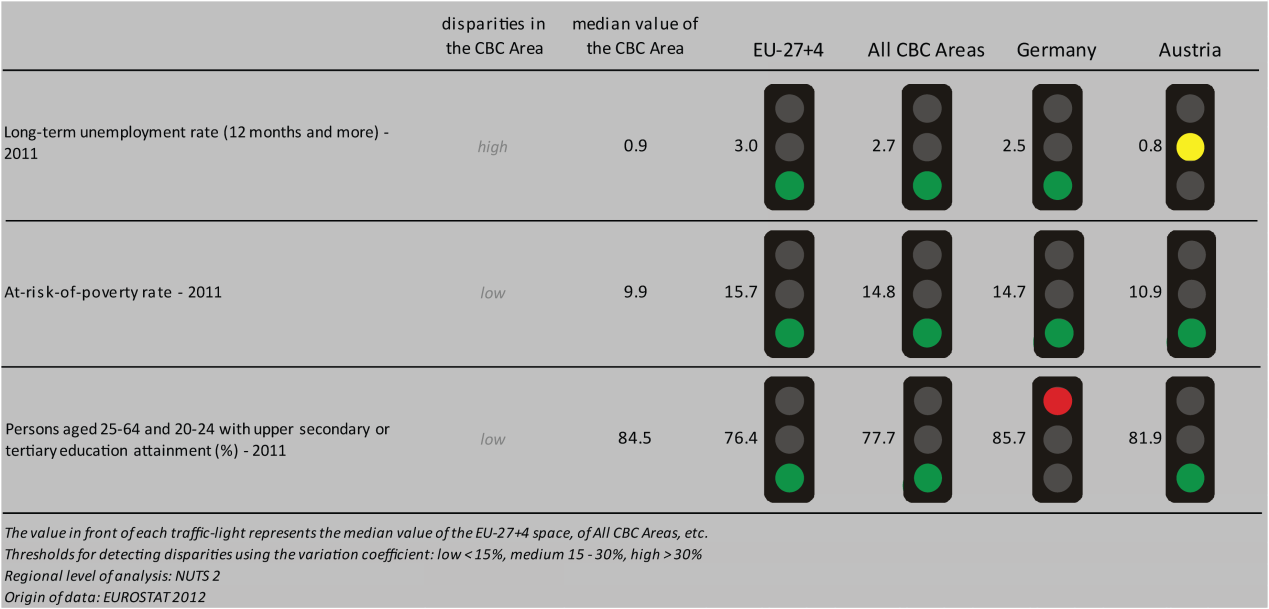 disparities in
the CBC Area
median value of
the CBC Area
EU-27+4
All CBC Areas
Germany
Austria
Long-term unemployment rate (12 months and more) -
2011
high
0.9
3.0
2.7
2.5
0.8
At-risk-of-poverty rate - 2011
low
9.9
15.7
14.8
14.7
10.9
Persons aged 25-64 and 20-24 with upper secondary or
tertiary education attainment (%) - 2011
low
84.5
76.4
77.7
85.7
81.9
The value in front of each traffic-light represents the median value of the EU-27+4 space, of All CBC Areas, etc.
Thresholds for detecting disparities using the variation coefficient: low < 15%, medium 15 - 30%, high > 30%
Regional level of analysis: NUTS 2
Origin of data: EUROSTAT 2012